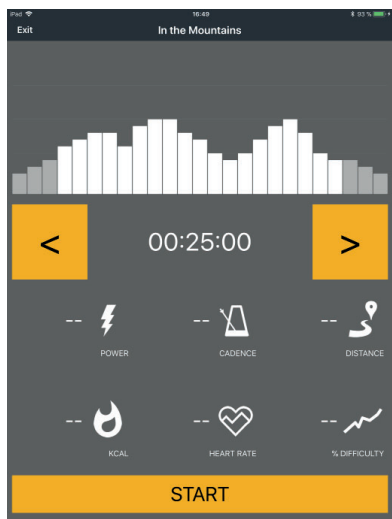 iPad 16:49 93 %
Exit In the Mountains
< 00:25:00 >
-- -- --
POWER CADENCE DISTANCE
-- -- --
KCAL HEART RATE % DIFFICULTY
START